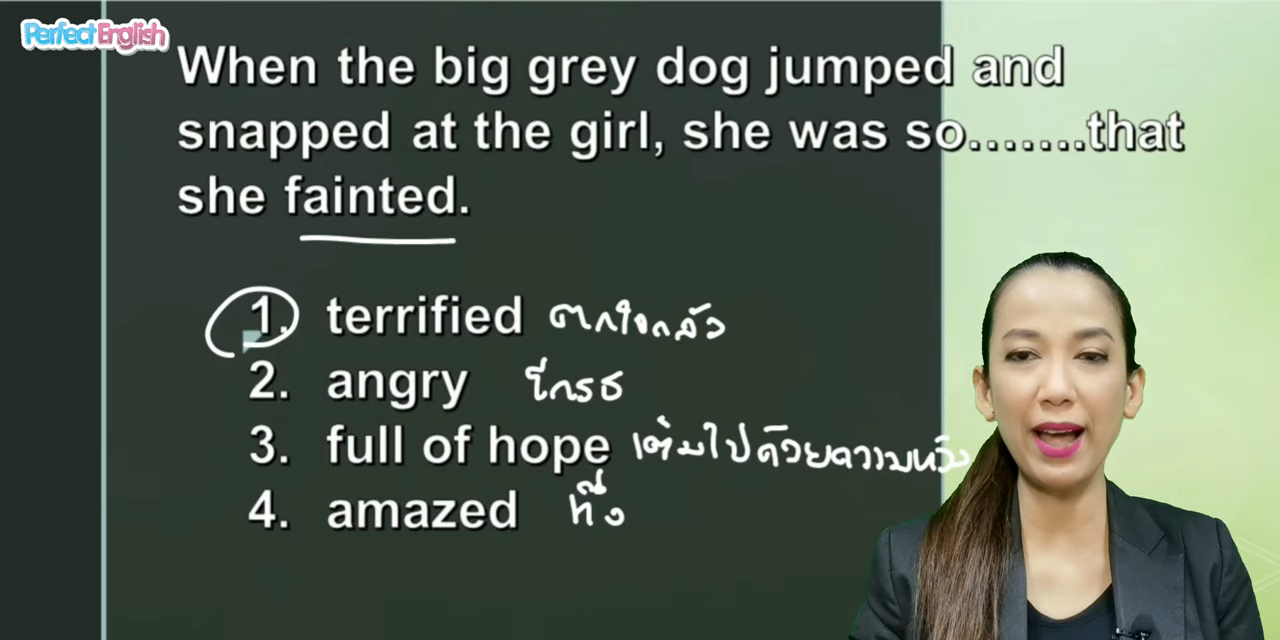 Perfect English
When the big grey dog jumped and
snapped at the girl, she was so.......that
she fainted.
1. terrified ตกใจกลัว
2. angry โกรธ
3. full of hope เต็มไปด้วยความหวัง
4. amazed ทึ่ง